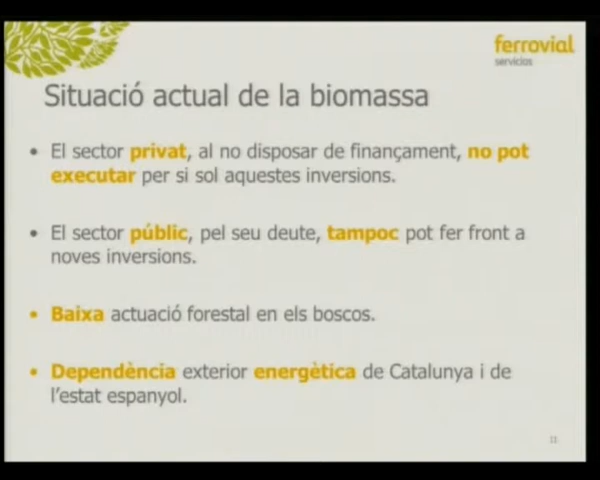 ferrovial
servicios
Situació actual de la biomassa
• El sector privat, al no disposar de finançament, no pot
executar per si sol aquestes inversions.
• El sector públic, pel seu deute, tampoc pot fer front a
noves inversions.
• Baixa actuació forestal en els boscos.
• Dependència exterior energètica de Catalunya i de
l'estat espanyol.
11